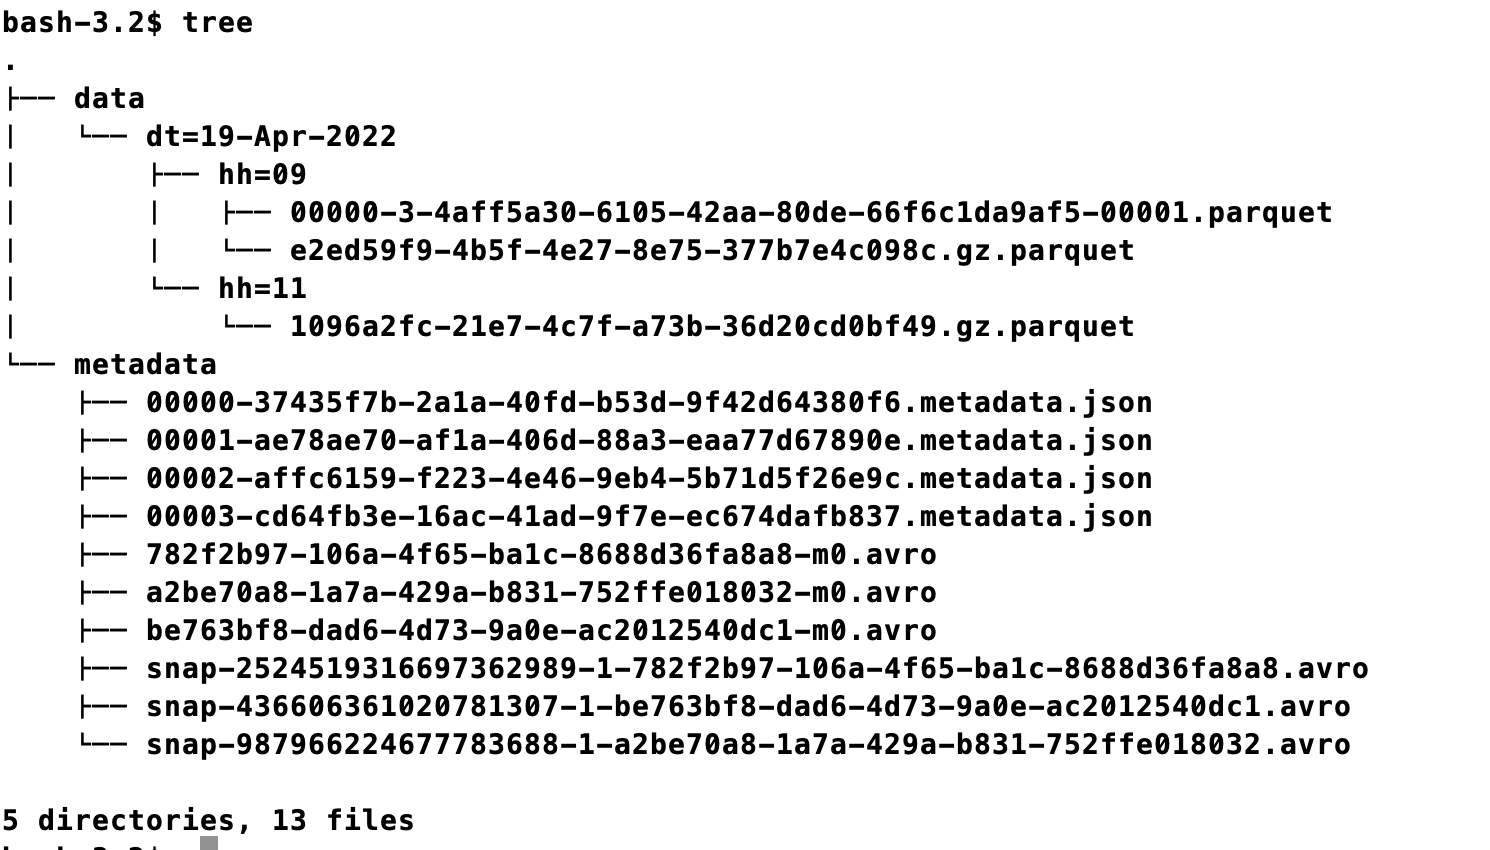 bash-3.2$ tree
.
├── data
│   └── dt=19-Apr-2022
│       ├── hh=09
│       │   ├── 00000-3-4aff5a30-6105-42aa-80de-66f6c1da9af5-00001.parquet
│       │   └── e2ed59f9-4b5f-4e27-8e75-377b7e4c098c.gz.parquet
│       └── hh=11
│           └── 1096a2fc-21e7-4c7f-a73b-36d20cd0bf49.gz.parquet
└── metadata
    ├── 00000-37435f7b-2a1a-40fd-b53d-9f42d64380f6.metadata.json
    ├── 00001-ae78ae70-af1a-406d-88a3-eaa77d67890e.metadata.json
    ├── 00002-affc6159-f223-4e46-9eb4-5b71d5f26e9c.metadata.json
    ├── 00003-cd64fb3e-16ac-41ad-9f7e-ec674dafb837.metadata.json
    ├── 782f2b97-106a-4f65-ba1c-8688d36fa8a8-m0.avro
    ├── a2be70a8-1a7a-429a-b831-752ffe018032-m0.avro
    ├── be763bf8-dad6-4d73-9a0e-ac2012540dc1-m0.avro
    ├── snap-2524519316697362989-1-782f2b97-106a-4f65-ba1c-8688d36fa8a8.avro
    ├── snap-436606361020781307-1-be763bf8-dad6-4d73-9a0e-ac2012540dc1.avro
    └── snap-987966224677783688-1-a2be70a8-1a7a-429a-b831-752ffe018032.avro

5 directories, 13 files